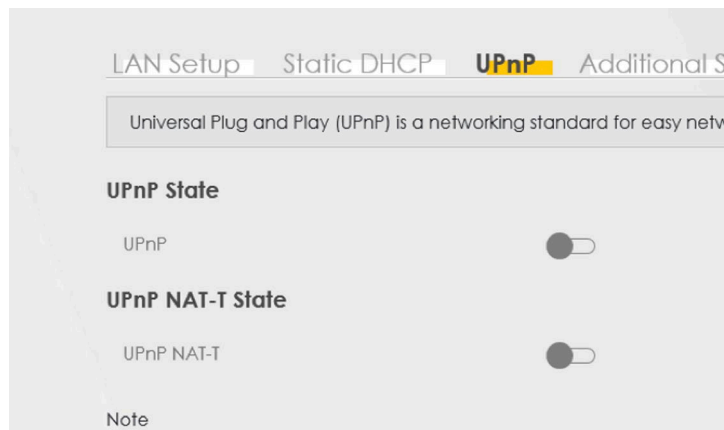 LAN Setup Static DHCP UPnP Additional
Universal Plug and Play (UPnP) is a networking standard for easy
UPnP State
UPnP
UPnP NAT-T State
UPnP NAT-T
Note